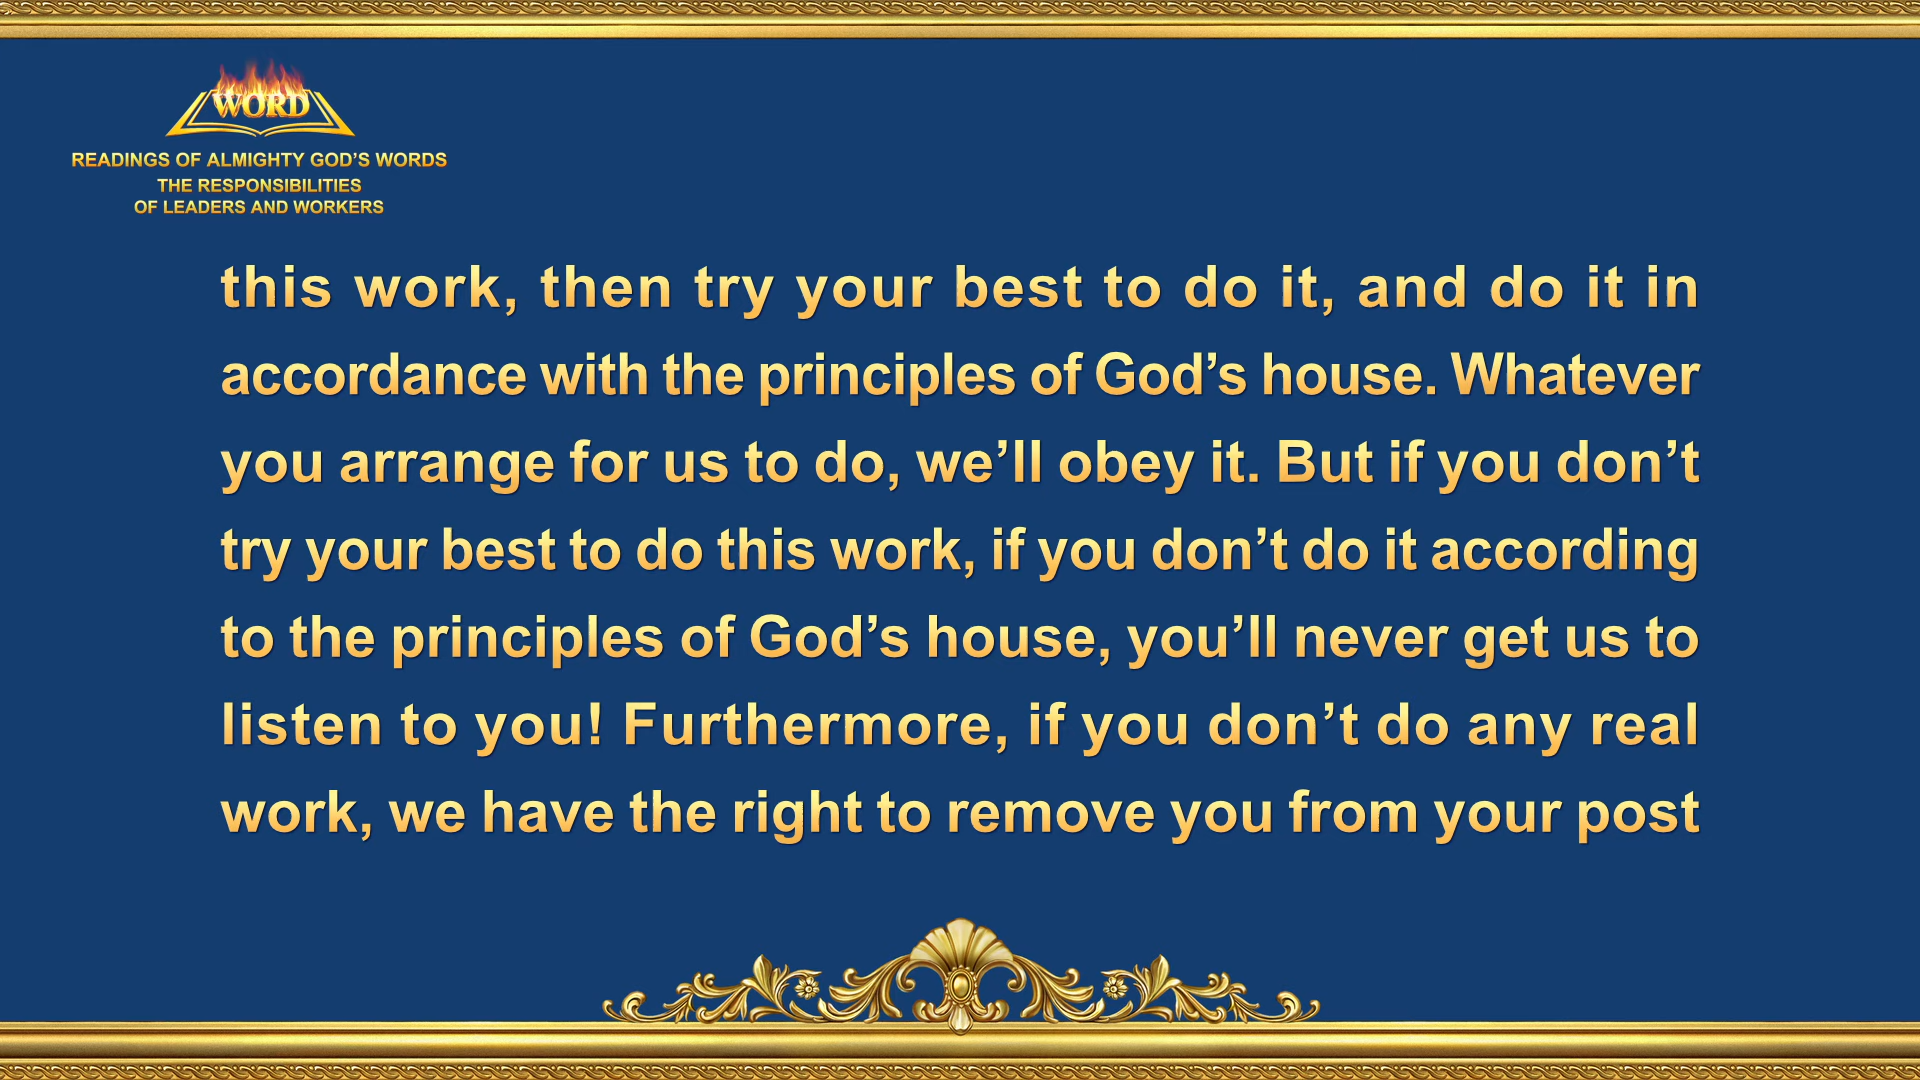 WORD
READINGS OF ALMIGHTY GOD’S WORDS
THE RESPONSIBILITIES
OF LEADERS AND WORKERS
this work, then try your best to do it, and do it in
accordance with the principles of God’s house. Whatever
you arrange for us to do, we’ll obey it. But if you don’t
try your best to do this work, if you don’t do it according
to the principles of God’s house, you’ll never get us to
listen to you! Furthermore, if you don’t do any real
work, we have the right to remove you from your post